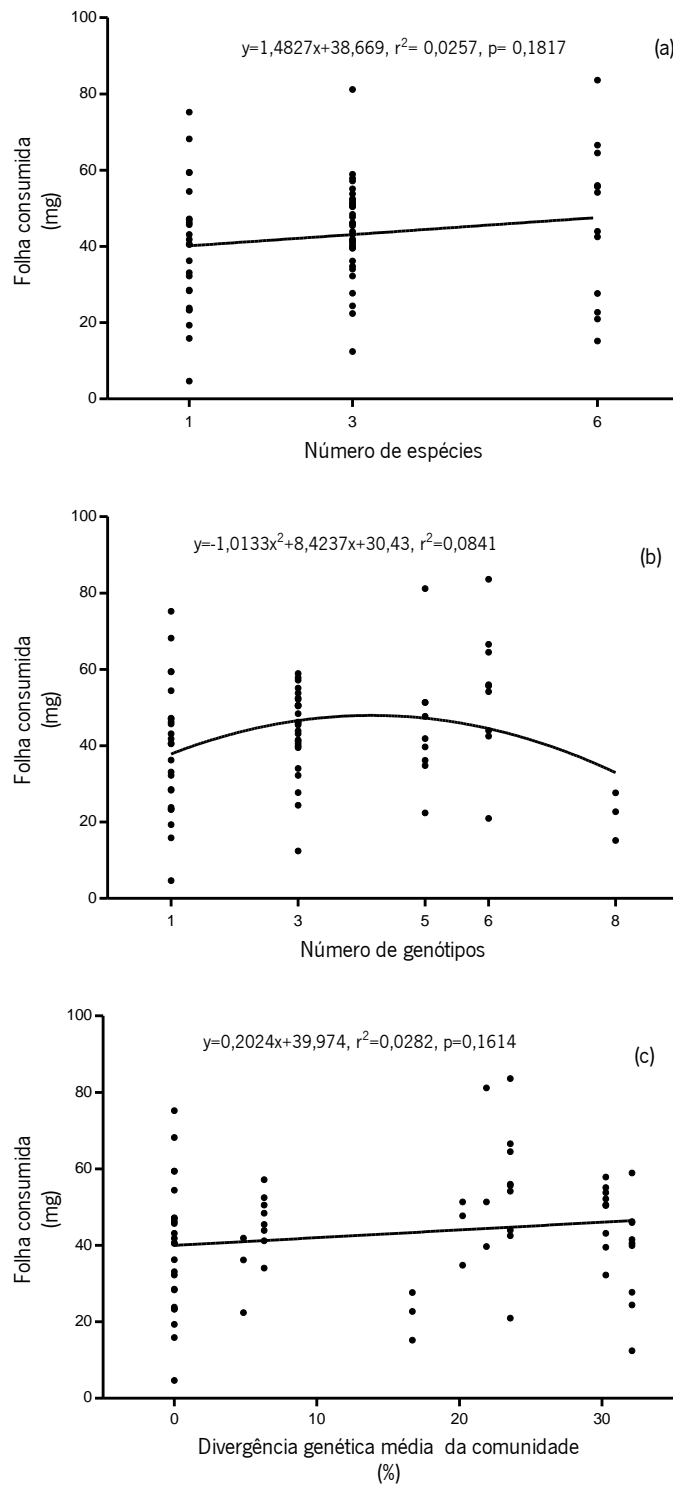 100
y=1,4827x+38,669, r²= 0,0257, p= 0,1817
(a)
80
60
40
20
0
Folha consumida
(mg)
1
3
6
Número de espécies
100
y=-1,0133x²+8,4237x+30,43, r²=0,0841
(b)
80
60
40
20
0
Folha consumida
(mg)
1
3
5
6
8
Número de genótipos
100
y=0,2024x+39,974, r²=0,0282, p=0,1614
(c)
80
60
40
20
0
Folha consumida
(mg)
0
10
20
30
Divergência genética média da comunidade
(%)